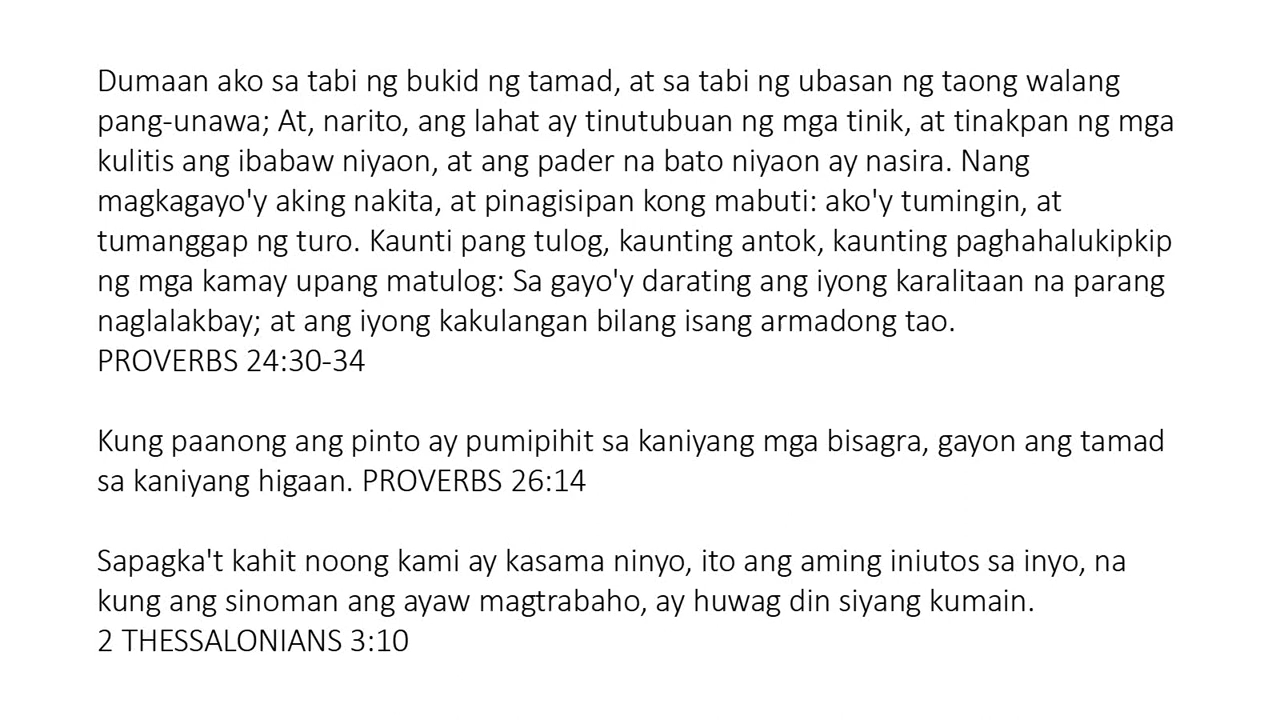 Dumaan ako sa tabi ng bukid ng tamad, at sa tabi ng ubasan ng taong walang
pang-unawa; At, narito, ang lahat ay tinutubuan ng mga tinik, at tinakpan ng mga
kulitis ang ibabaw niyaon, at ang pader na bato niyaon ay nasira. Nang
magkagayo'y aking nakita, at pinagisipan kong mabuti: ako'y tumingin, at
tumanggap ng turo. Kaunti pang tulog, kaunting antok, kaunting paghahalukipkip
ng mga kamay upang matulog: Sa gayo'y darating ang iyong karalitaan na parang
naglalakbay; at ang iyong kakulangan bilang isang armadong tao.
PROVERBS 24:30-34
Kung paanong ang pinto ay pumipihit sa kaniyang mga bisagra, gayon ang tamad
sa kaniyang higaan. PROVERBS 26:14
Sapagka't kahit noong kami ay kasama ninyo, ito ang aming iniutos sa inyo, na
kung ang sinoman ang ayaw magtrabaho, ay huwag din siyang kumain.
2 THESSALONIANS 3:10